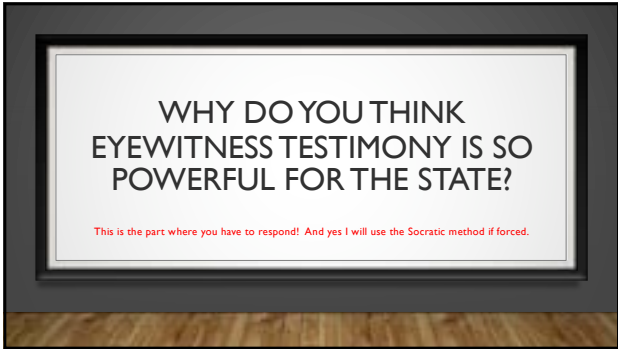 WHY DO YOU THINK
EYEWITNESS TESTIMONY IS SO
POWERFUL FOR THE STATE?
This is the part where you have to respond! And yes I will use the Socratic method if forced.